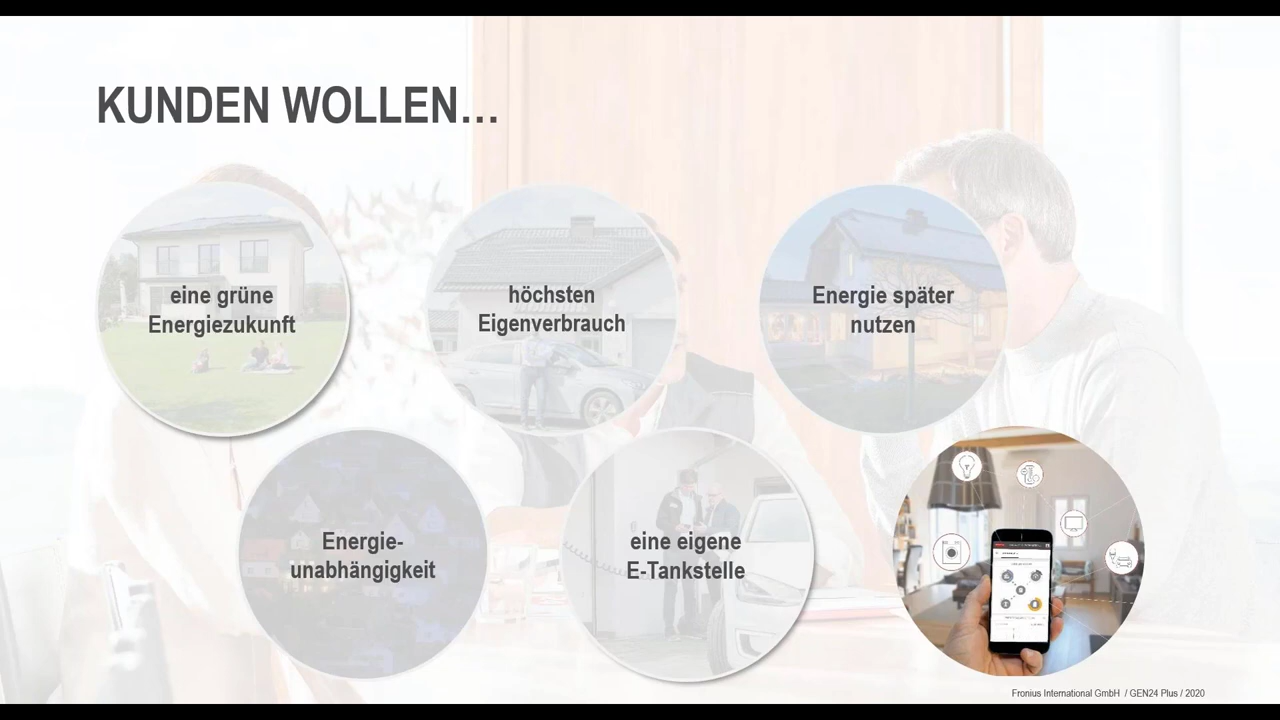 KUNDEN WOLLEN…
eine grüne
Energiezukunft
höchsten
Eigenverbrauch
Energie später
nutzen
Energie-
unabhängigkeit
eine eigene
E-Tankstelle
Fronius International GmbH / GEN24 Plus / 2020